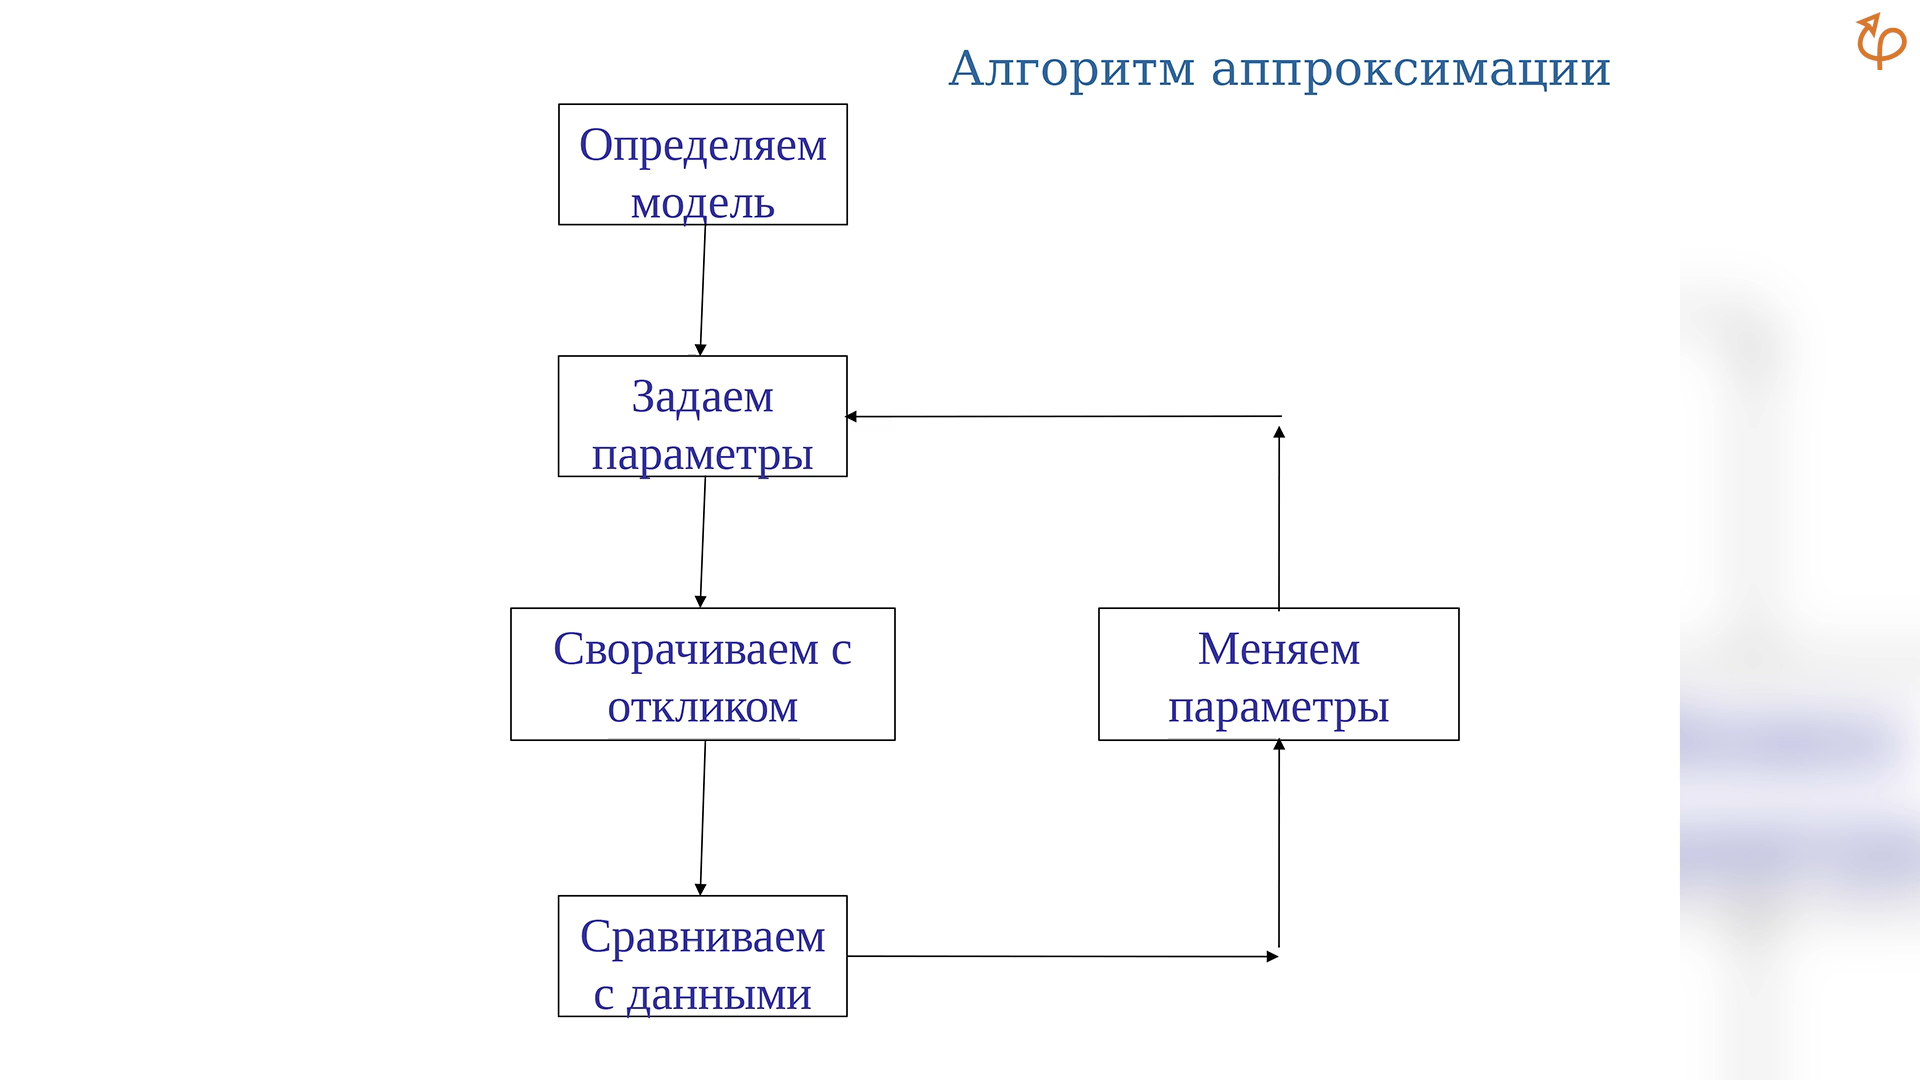 Алгоритм аппроксимации
Определяем
модель
Задаем
параметры
Сворачиваем с
откликом
Меняем
параметры
Сравниваем
с данными